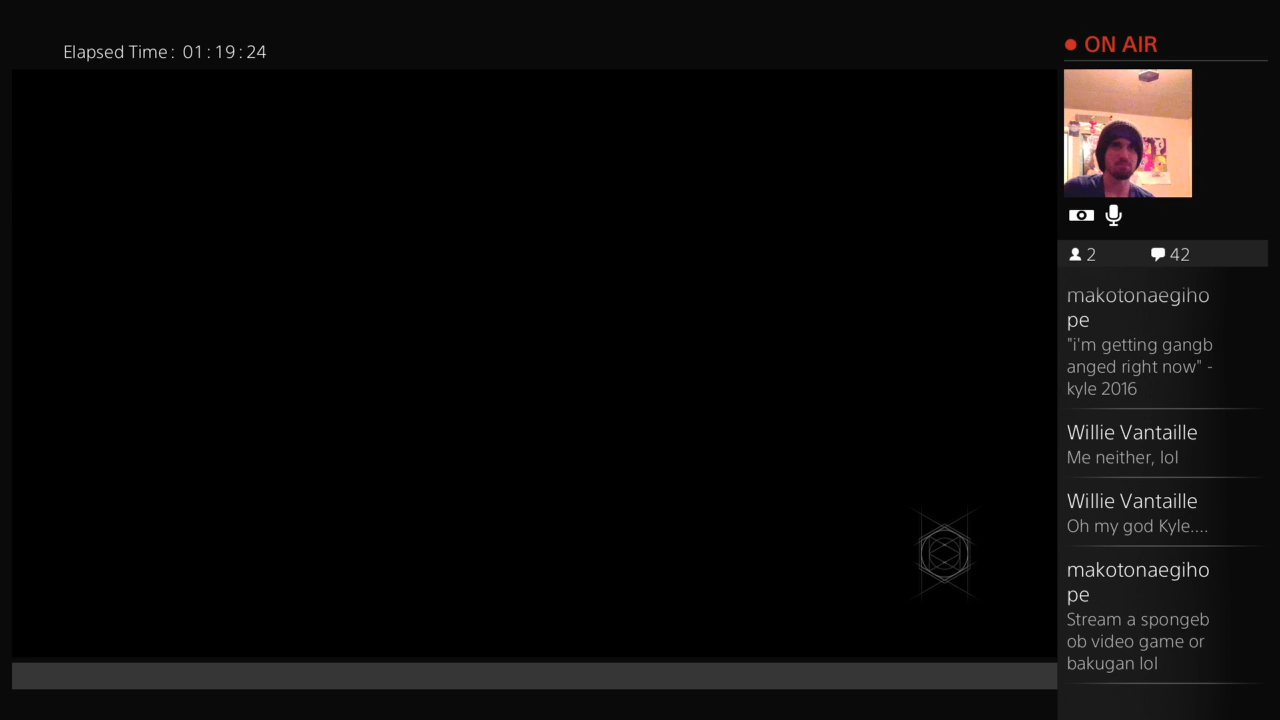 Elapsed Time: 01:19:24
ON AIR
2 42
makotonaegiho
pe
"i'm getting gangb
anged right now" -
kyle 2016
Willie Vantaille
Me neither, lol
Willie Vantaille
Oh my god Kyle....
makotonaegiho
pe
Stream a spongeb
ob video game or
bakugan lol